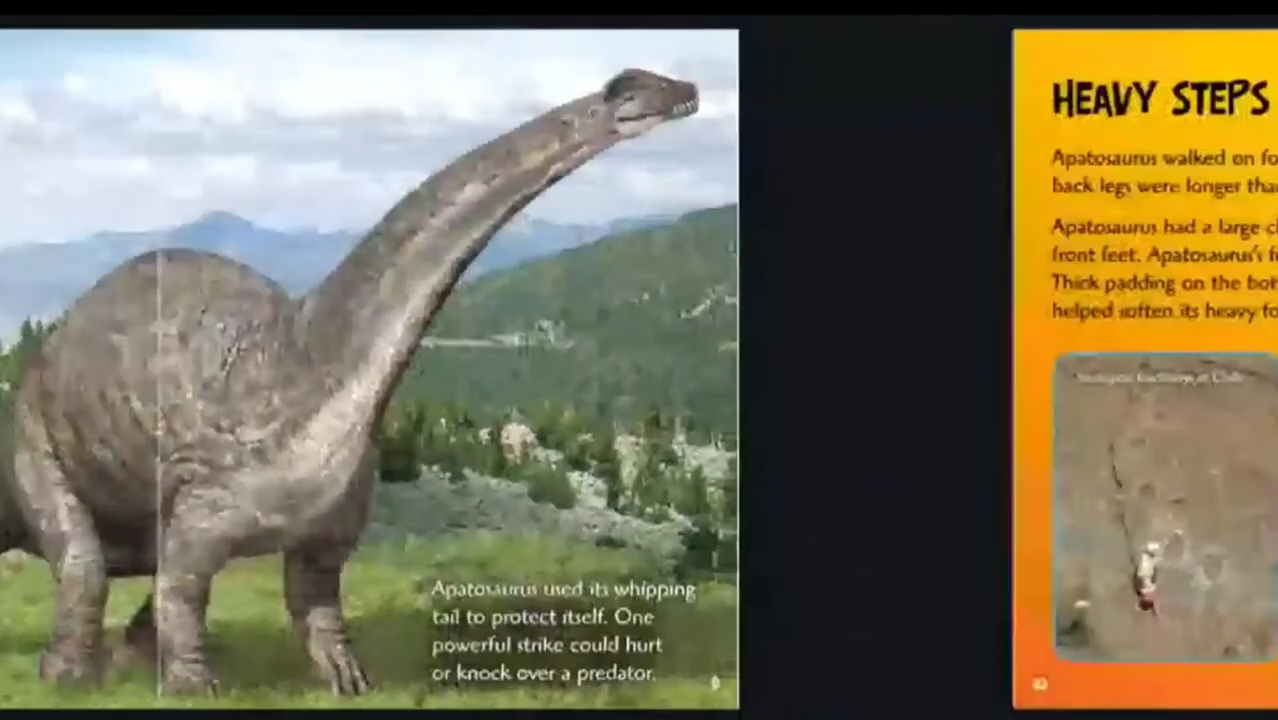 Apatosaurus used its whipping
tail to protect itself. One
powerful strike could hurt
or knock over a predator.
HEAVY STEPS
Apatosaurus walked on
back legs were longer
Apatosaurus had a large
front feet. Apatosaurus's
Thick padding on the
helped soften its heavy